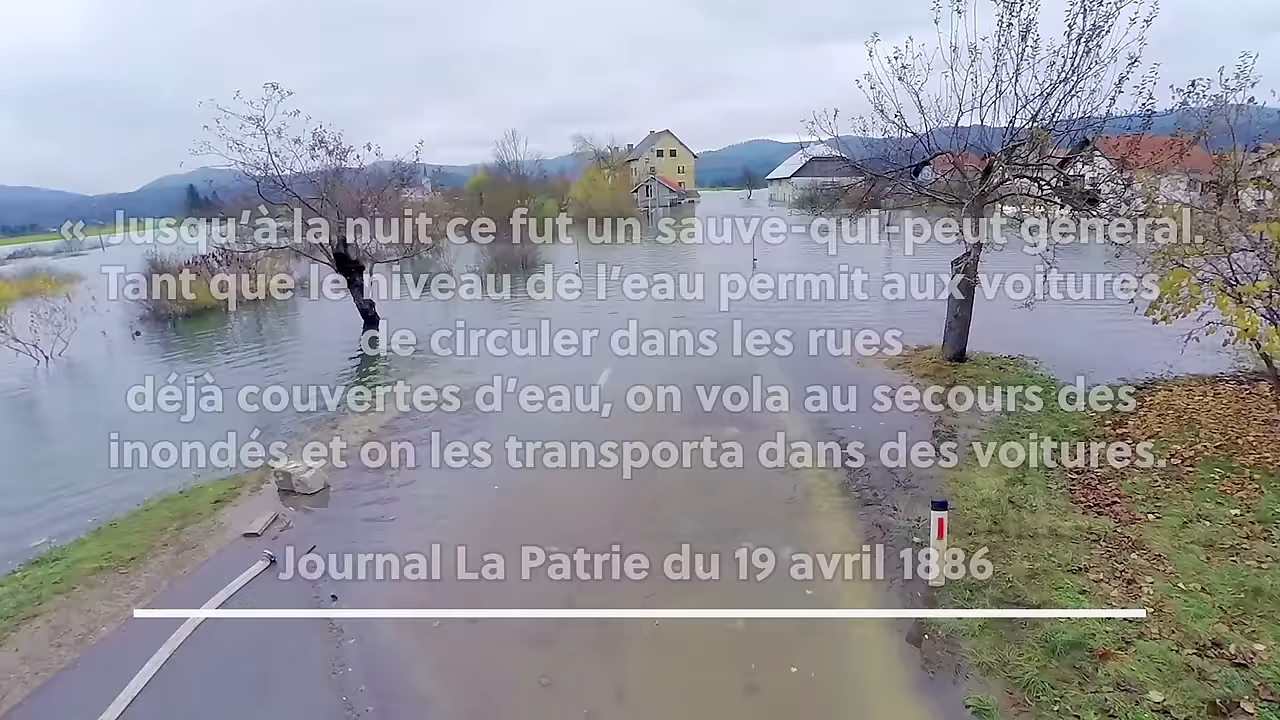 « Jusqu'à la nuit ce fut un sauve-qui-peut général.
Tant que le niveau de l'eau permit aux voitures
de circuler dans les rues
déjà couvertes d'eau, on vola au secours des
inondés et on les transporta dans des voitures.
Journal La Patrie du 19 avril 1886